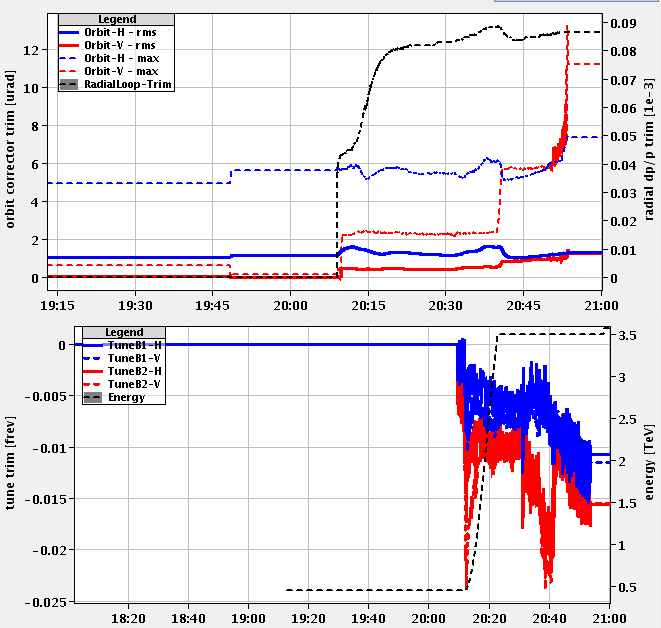 Legend
Orbit-H - rms
Orbit-V - rms
Orbit-H - max
Orbit-V - max
RadialLoop-Trim
orbit corrector trim [urad]
12
10
8
6
4
2
0
radial dp/p trim [1e-3]
0.09
0.08
0.07
0.06
0.05
0.04
0.03
0.02
0.01
0
19:15 19:30 19:45 20:00 20:15 20:30 20:45 21:00
Legend
TuneB1-H
TuneB1-V
TuneB2-H
TuneB2-V
Energy
tune trim [frev]
0
-0.005
-0.01
-0.015
-0.02
-0.025
energy [TeV]
3.5
3
2.5
2
1.5
1
0.5
18:20 18:40 19:00 19:20 19:40 20:00 20:20 20:40 21:00